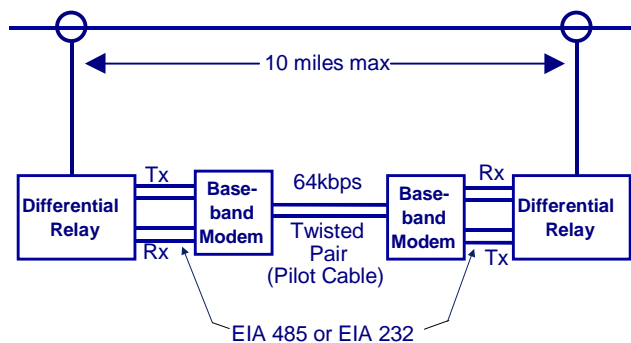 10 miles max
Tx
Rx
Differential
Relay
Base-
band
Modem
64kbps
Twisted
Pair
(Pilot Cable)
Base-
band
Modem
Differential
Relay
Rx
Tx
EIA 485 or EIA 232